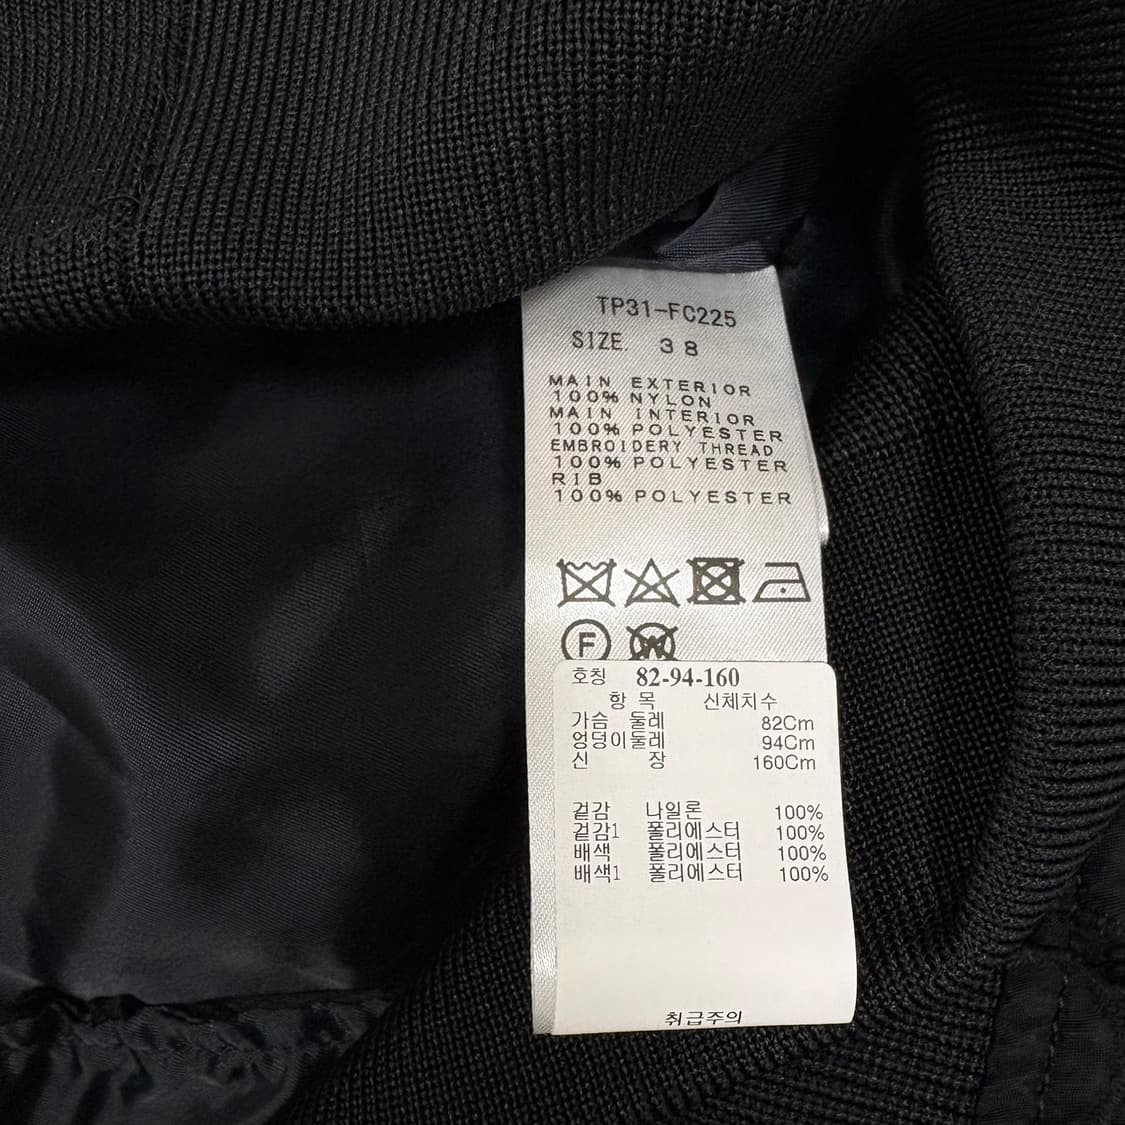 TP31-FC225
SIZE. 38
MAIN EXTERIOR
100% NYLON
MAIN INTERIOR
100% POLYESTER
EMBROIDERY THREAD
100% POLYESTER
RIB
100% POLYESTER
F W
호칭 82-94-160
항 목 신체치수
가슴 둘레 82Cm
엉덩이둘레 94Cm
신 장 160Cm
겉감 나일론 100%
겉감1 폴리에스터 100%
배색 폴리에스터 100%
배색1 폴리에스터 100%
취급주의